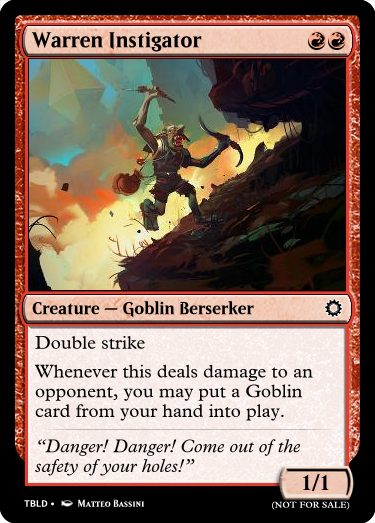 Warren Instigator
Creature — Goblin Berserker
Double strike
Whenever this deals damage to an
opponent, you may put a Goblin
card from your hand into play.
“Danger! Danger! Come out of the
safety of your holes!”
1/1
TBLD • Matteo Bassini
(NOT FOR SALE)